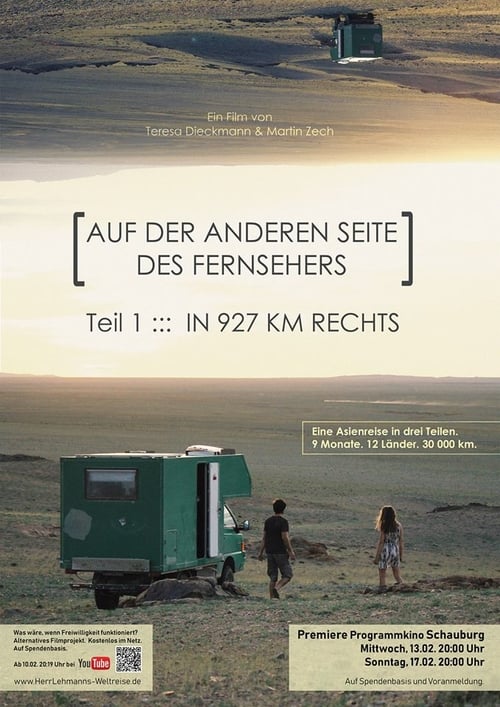 Ein Film von
Teresa Dieckmann & Martin Zech
[AUF DER ANDEREN SEITE
DES FERNSEHERS]
Teil 1 ::: IN 927 KM RECHTS
Eine Asienreise in drei Teilen.
9 Monate. 12 Länder. 30 000 km.
Was wäre, wenn Freiwilligkeit funktioniert?
Alternatives Filmprojekt. Kostenlos im Netz.
Auf Spendenbasis.
Ab 10.02. 20:19 Uhr bei YouTube
www.HerrLehmanns-Weltreise.de
Premiere Programmkino Schauburg
Mittwoch, 13.02. 20:00 Uhr
Sonntag, 17.02. 20:00 Uhr
Auf Spendenbasis und Voranmeldung.